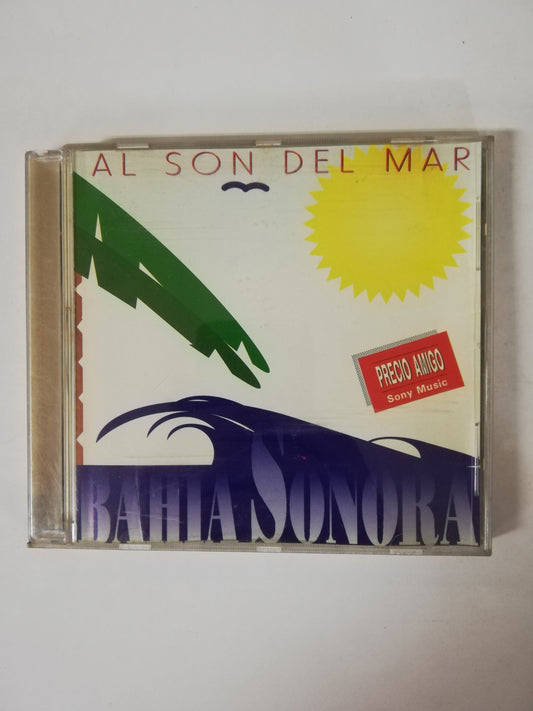 AL SON DEL MAR
PRECIO AMIGO
Sony Music
BAHIA SONORA